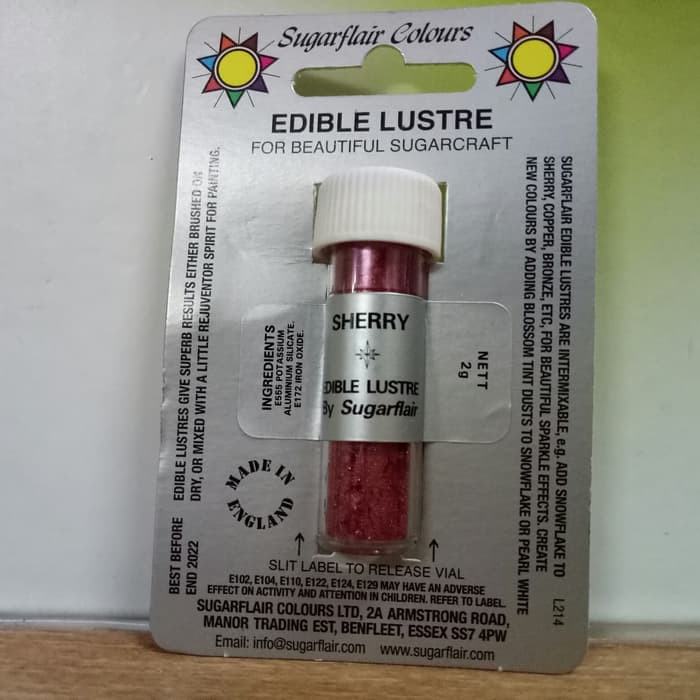 Sugarflair Colours
EDIBLE LUSTRE
FOR BEAUTIFUL SUGARCRAFT
EDIBLE LUSTRES GIVE SUPERB RESULTS EITHER BRUSHED ON
DRY, OR MIXED WITH A LITTLE REJUVENTOR SPIRIT FOR PAINTING.
SUGARFLAIR EDIBLE LUSTRES ARE INTERMIXABLE, e.g. ADD SNOWFLAKE TO
SHERRY, COPPER, BRONZE, ETC, FOR BEAUTIFUL SPARKLE EFFECTS. CREATE
NEW COLOURS BY ADDING BLOSSOM TINT DUSTS TO SNOWFLAKE OR PEARL WHITE
INGREDIENTS
E555 POTASSIUM
ALUMINIUM SILICATE,
E172 IRON OXIDE.
SHERRY
EDIBLE LUSTRE
By Sugarflair
NETT
2g
MADE IN
ENGLAND
BEST BEFORE
END 2022
L214
SLIT LABEL TO RELEASE VIAL
E102, E104, E110, E122, E124, E129 MAY HAVE AN ADVERSE
EFFECT ON ACTIVITY AND ATTENTION IN CHILDREN. REFER TO LABEL.
SUGARFLAIR COLOURS LTD, 2A ARMSTRONG ROAD,
MANOR TRADING EST, BENFLEET, ESSEX SS7 4PW
Email: info@sugarflair.com www.sugarflair.com